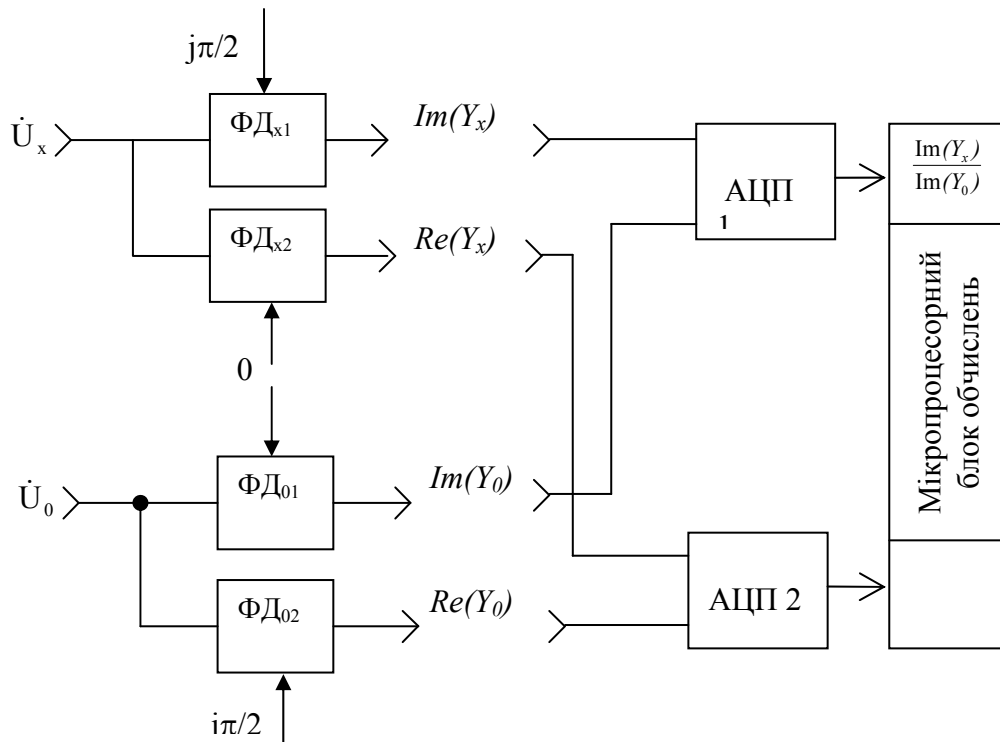 jπ/2
U̇ₓ
ФДₓ₁
Im(Yₓ)
АЦП
1
Im(Yₓ)
Im(Y₀)
ФДₓ₂
Re(Yₓ)
0
Мікропроцесорний
блок обчислень
U̇₀
ФД₀₁
Im(Y₀)
ФД₀₂
Re(Y₀)
АЦП 2
iπ/2